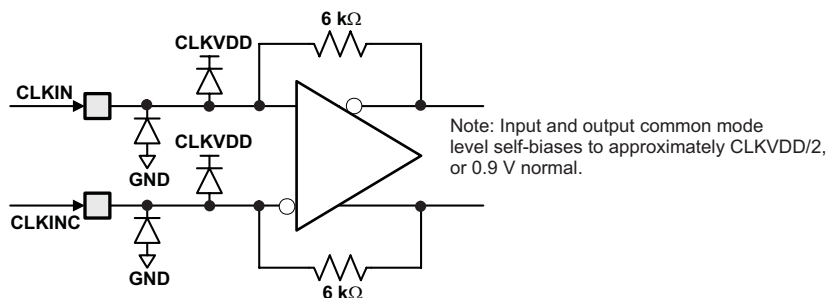 6 kΩ
CLKVDD
CLKIN
CLKVDD
GND
Note: Input and output common mode
level self-biases to approximately CLKVDD/2,
or 0.9 V normal.
CLKINC
GND
6 kΩ